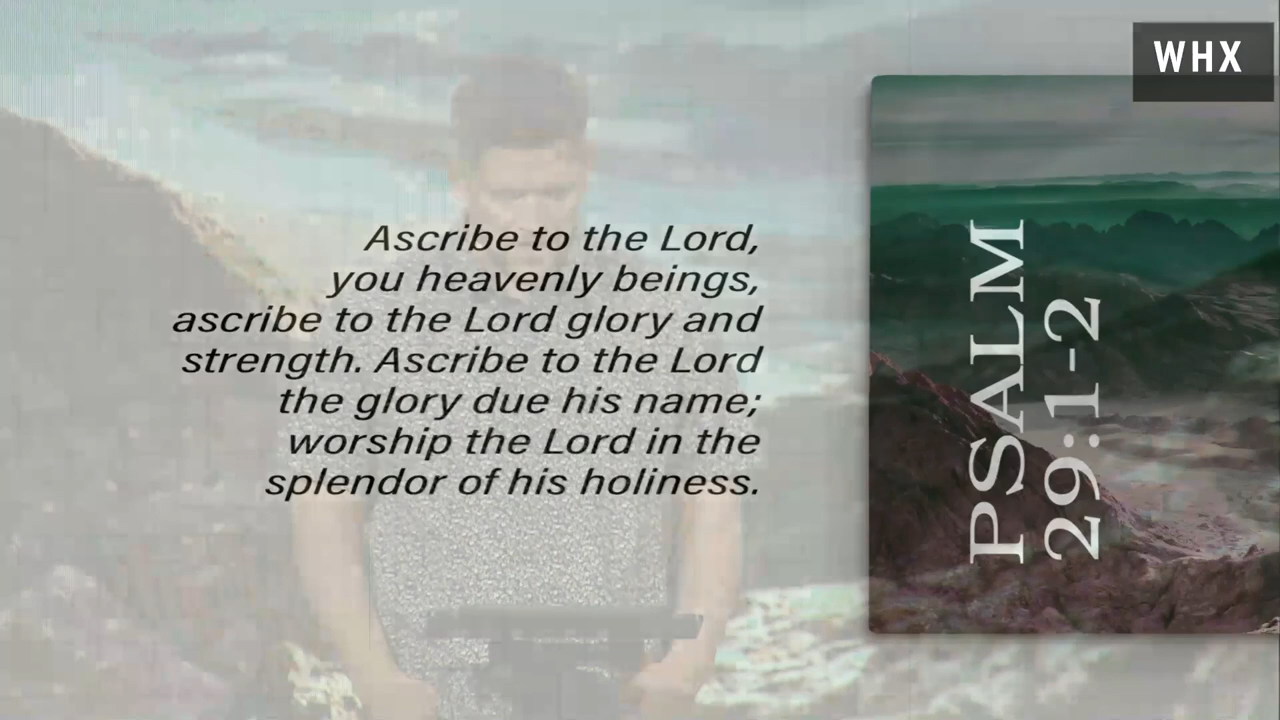 WHX
Ascribe to the Lord,
you heavenly beings,
ascribe to the Lord glory and
strength. Ascribe to the Lord
the glory due his name;
worship the Lord in the
splendor of his holiness.
PSALM
29:1-2